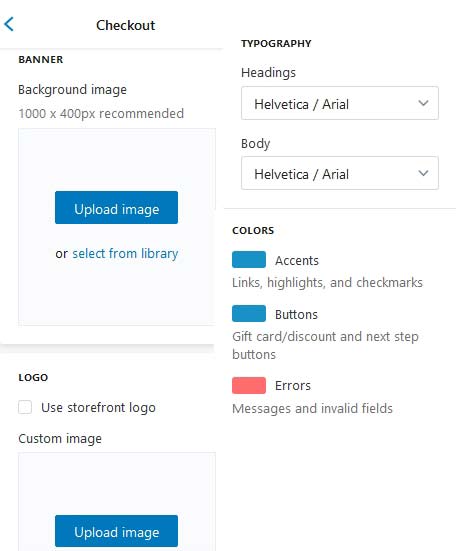 Checkout
BANNER
Background image
1000 x 400px recommended
Upload image
or select from library
LOGO
Use storefront logo
Custom image
Upload image
TYPOGRAPHY
Headings
Helvetica / Arial
Body
Helvetica / Arial
COLORS
Accents
Links, highlights, and checkmarks
Buttons
Gift card/discount and next step
buttons
Errors
Messages and invalid fields